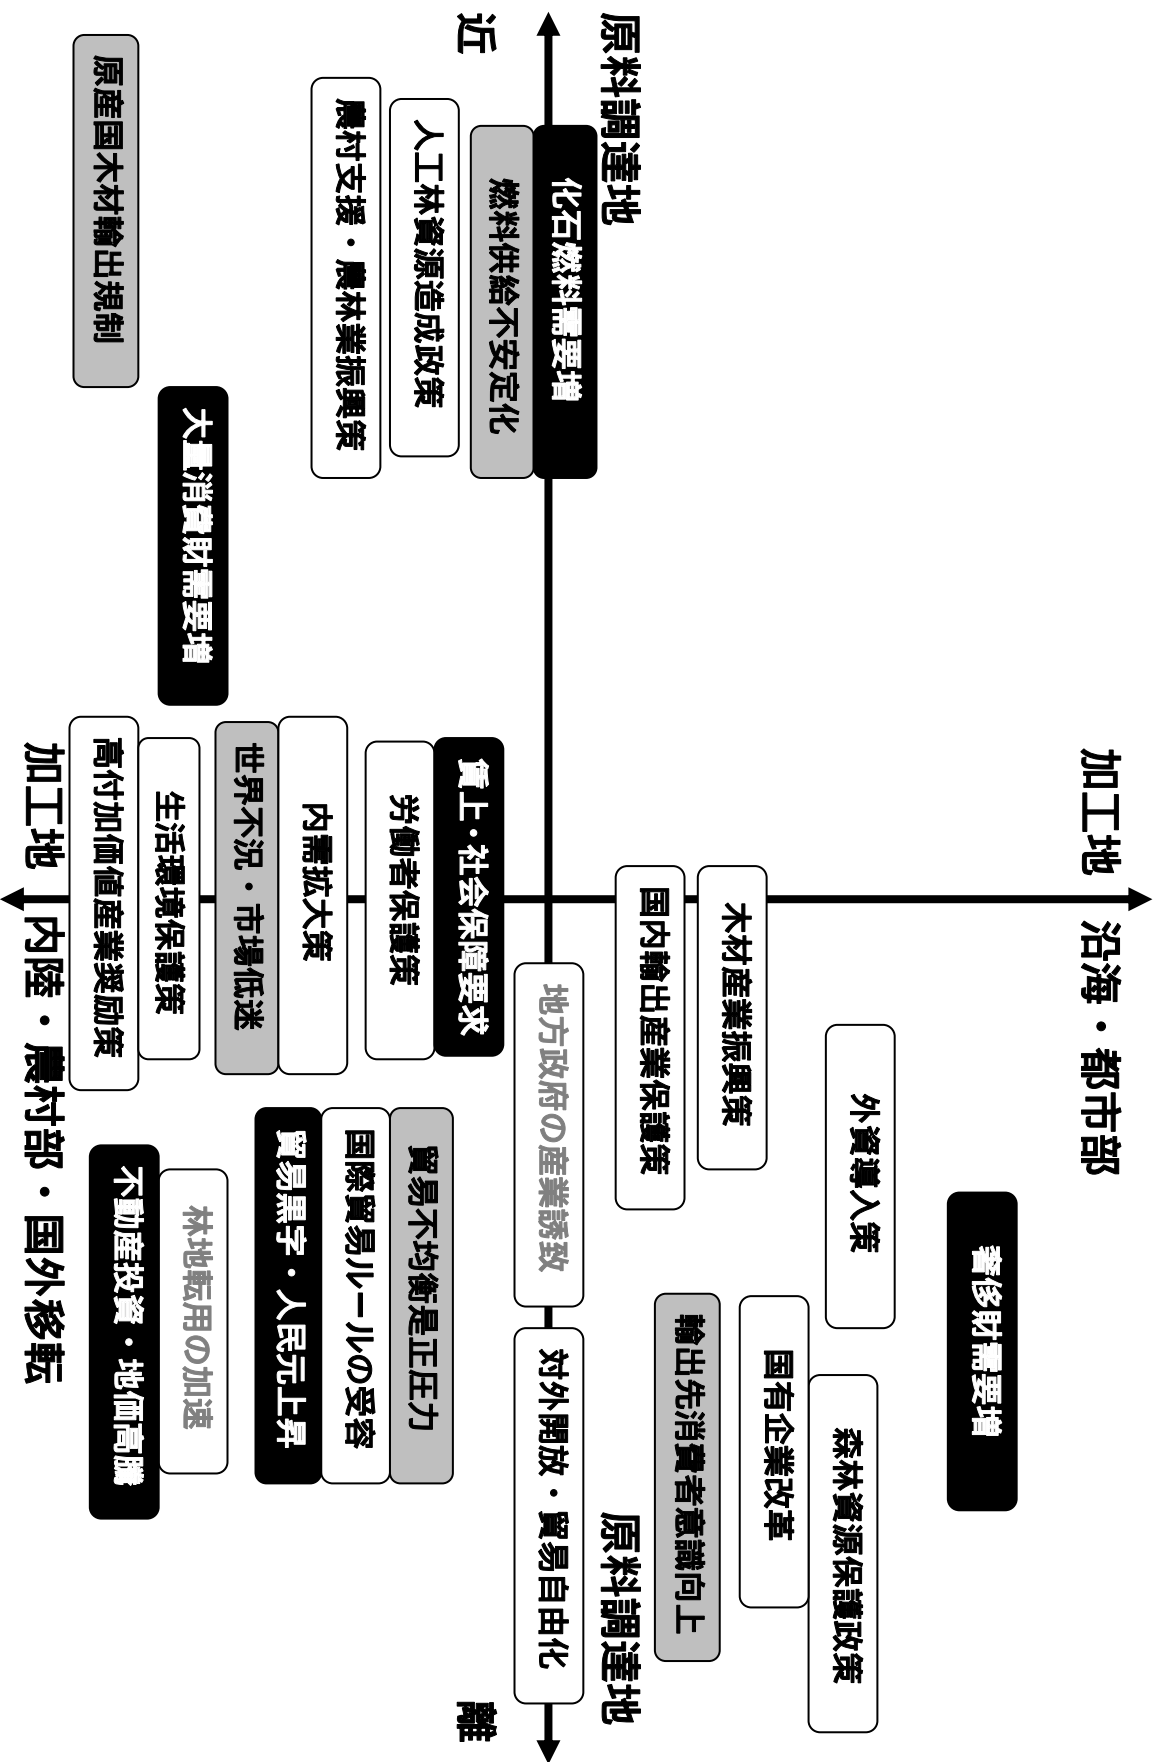 加工地 沿海・都市部
奢侈財需要増
外資導入策
森林資源保護政策
木材産業振興策
国有企業改革
国内輸出産業保護策
輸出先消費者意識向上
原料調達地
近
原料調達地
離
化石燃料需要増
燃料供給不安定化
地方政府の産業誘致
対外開放・貿易自由化
人工林資源造成政策
農村支援・農林業振興策
賃上・社会保障要求
労働者保護策
内需拡大策
世界不況・市場低迷
貿易不均衡是正圧力
国際貿易ルールの受容
貿易黒字・人民元上昇
大量消費財需要増
生活環境保護策
高付加価値産業奨励策
林地転用の加速
不動産投資・地価高騰
原産国木材輸出規制
加工地 内陸・農村部・国外移転